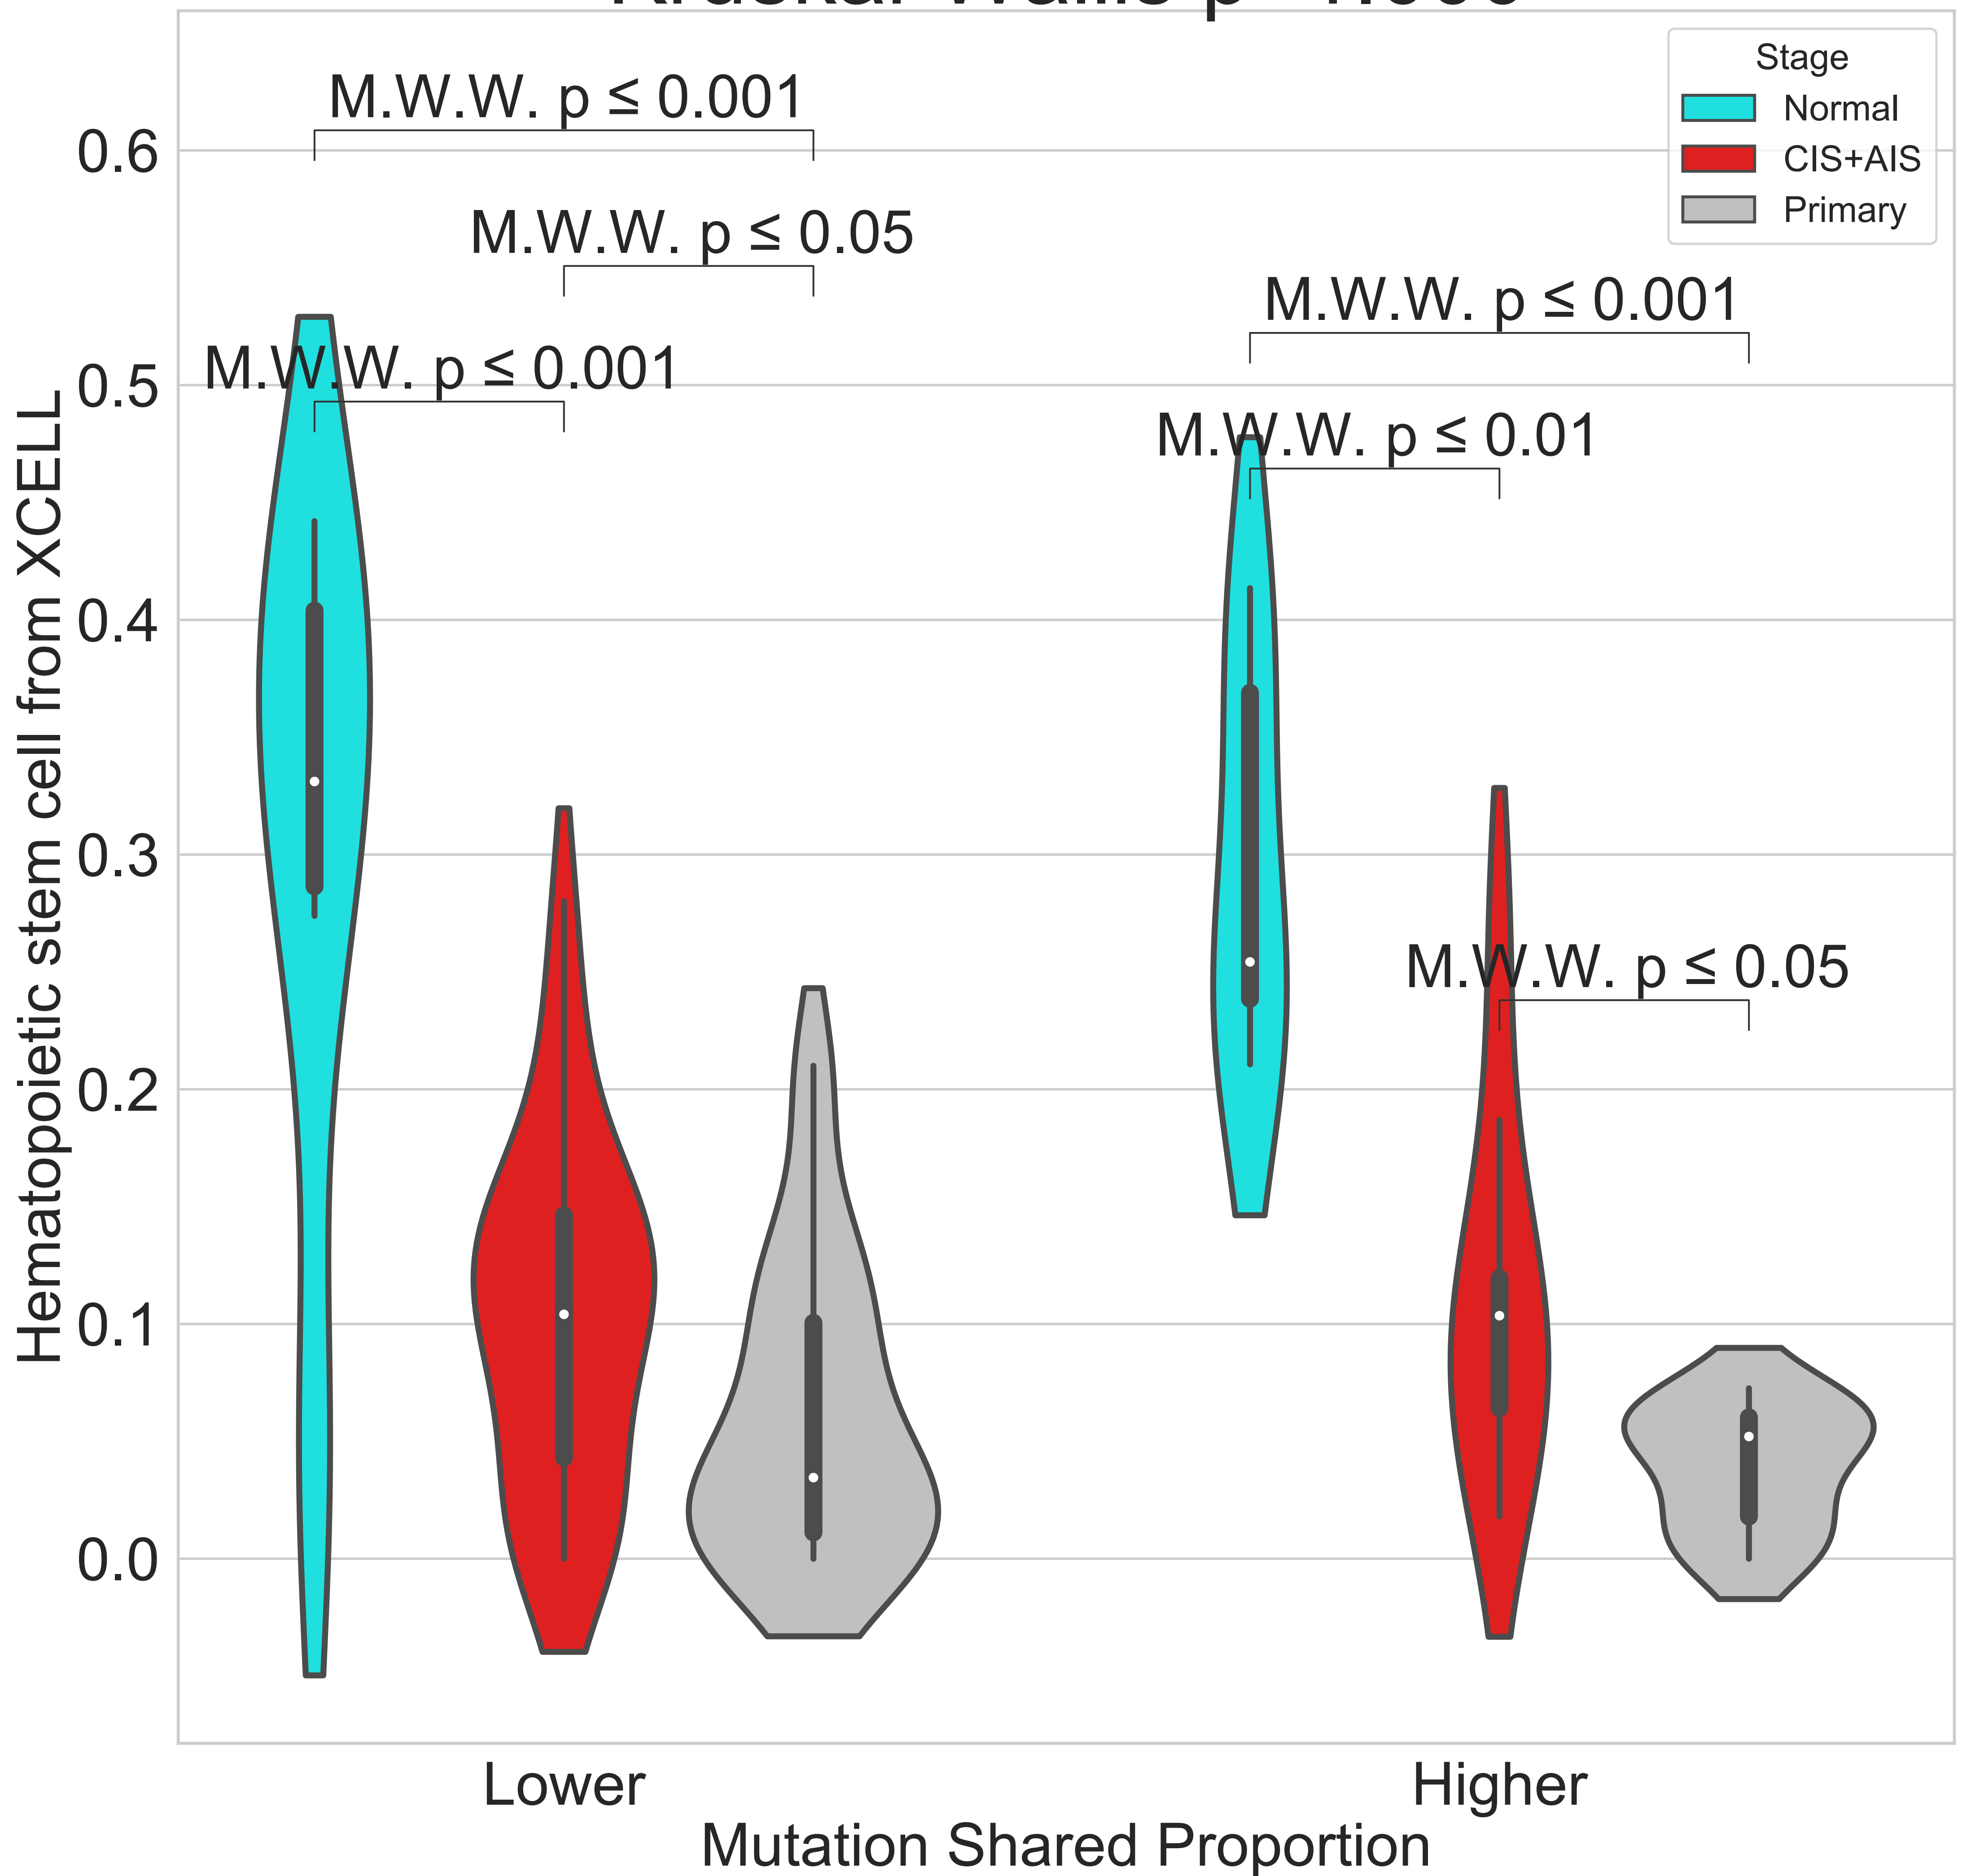 Stage
Normal
CIS+AIS
Primary
M.W.W. p ≤ 0.001
M.W.W. p ≤ 0.05
M.W.W. p ≤ 0.001
M.W.W. p ≤ 0.001
M.W.W. p ≤ 0.01
M.W.W. p ≤ 0.05
0.6
0.5
0.4
0.3
0.2
0.1
0.0
Hematopoietic stem cell from XCELL
Lower
Higher
Mutation Shared Proportion